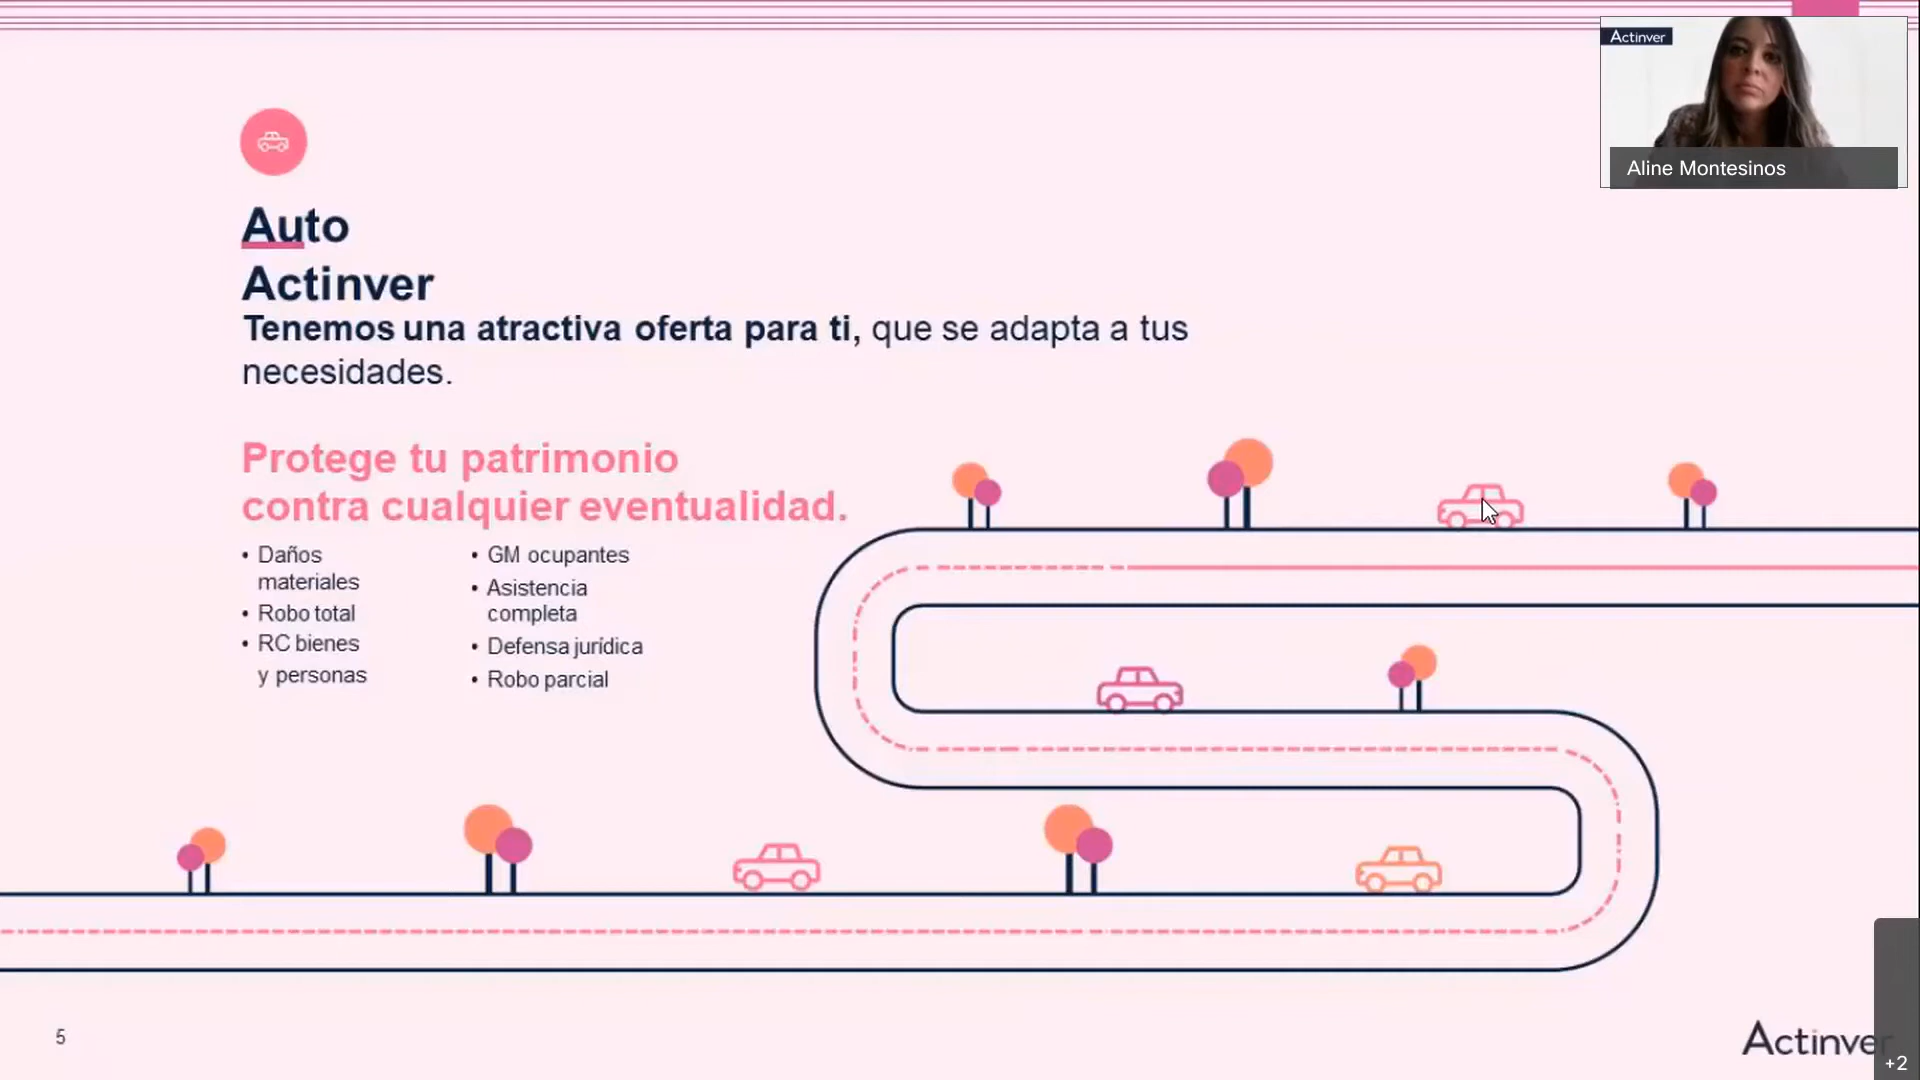 Actinver
Aline Montesinos
Auto
Actinver
Tenemos una atractiva oferta para ti, que se adapta a tus
necesidades.
Protege tu patrimonio
contra cualquier eventualidad.
• Daños
materiales
• Robo total
• RC bienes
y personas
• GM ocupantes
• Asistencia
completa
• Defensa jurídica
• Robo parcial
5
Actinver
+2